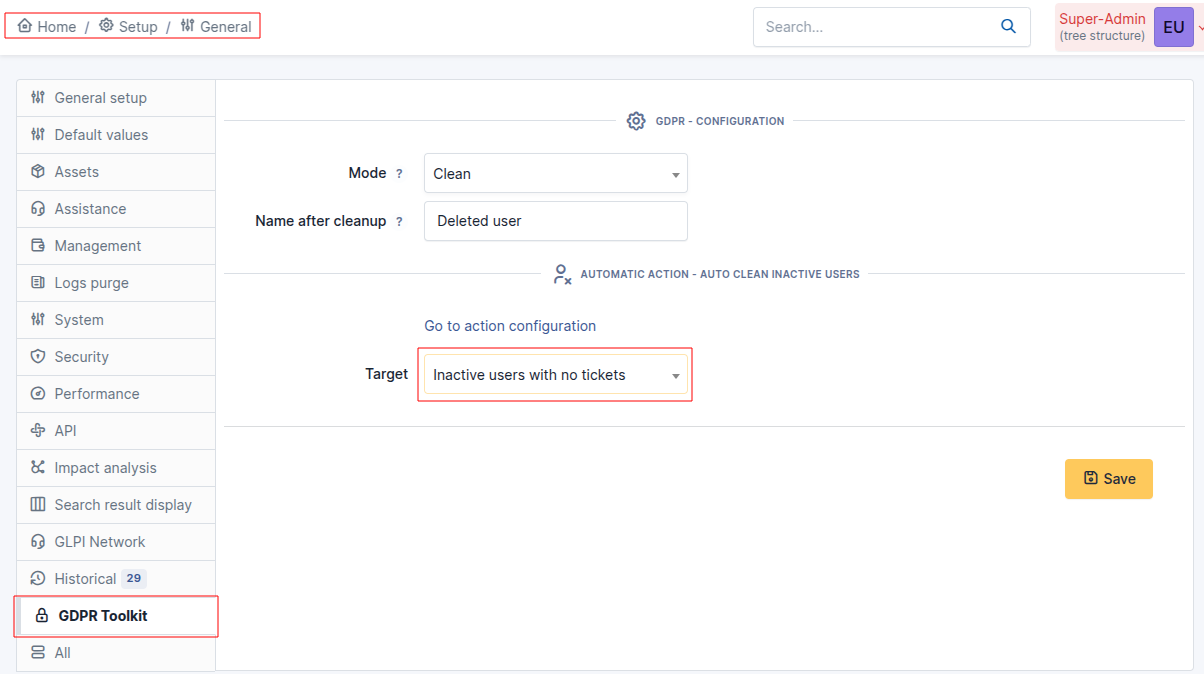 Home / Setup / General
Search...
Super-Admin
(tree structure)
EU
General setup
Default values
Assets
Assistance
Management
Logs purge
System
Security
Performance
API
Impact analysis
Search result display
GLPI Network
Historical 29
GDPR Toolkit
All
GDPR - CONFIGURATION
Mode ? Clean
Name after cleanup ? Deleted user
AUTOMATIC ACTION - AUTO CLEAN INACTIVE USERS
Go to action configuration
Target Inactive users with no tickets
Save